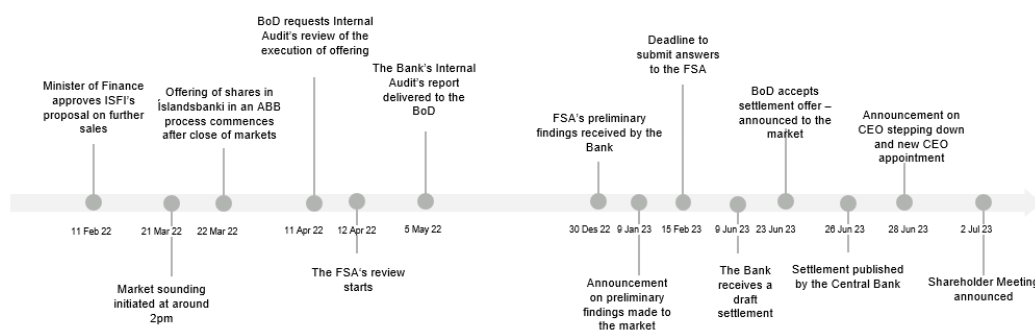 Minister of Finance
approves ISFI's
proposal on further
sales
Offering of shares in
Íslandsbanki in an ABB
process commences
after close of markets
BoD requests Internal
Audit's review of the
execution of offering
The Bank's Internal
Audit's report
delivered to the
BoD
FSA's preliminary
findings received by the
Bank
Deadline to
submit answers
to the FSA
BoD accepts
settlement offer –
announced to the
market
Announcement on
CEO stepping down
and new CEO
appointment
11 Feb 22
21 Mar 22
22 Mar 22
11 Apr 22
12 Apr 22
5 May 22
30 Des 22
9 Jan 23
15 Feb 23
9 Jun 23
23 Jun 23
26 Jun 23
28 Jun 23
2 Jul 23
Market sounding
initiated at around
2pm
The FSA's review
starts
Announcement
on preliminary
findings made to
the market
The Bank
receives a
draft
settlement
Settlement published
by the Central Bank
Shareholder Meeting
announced